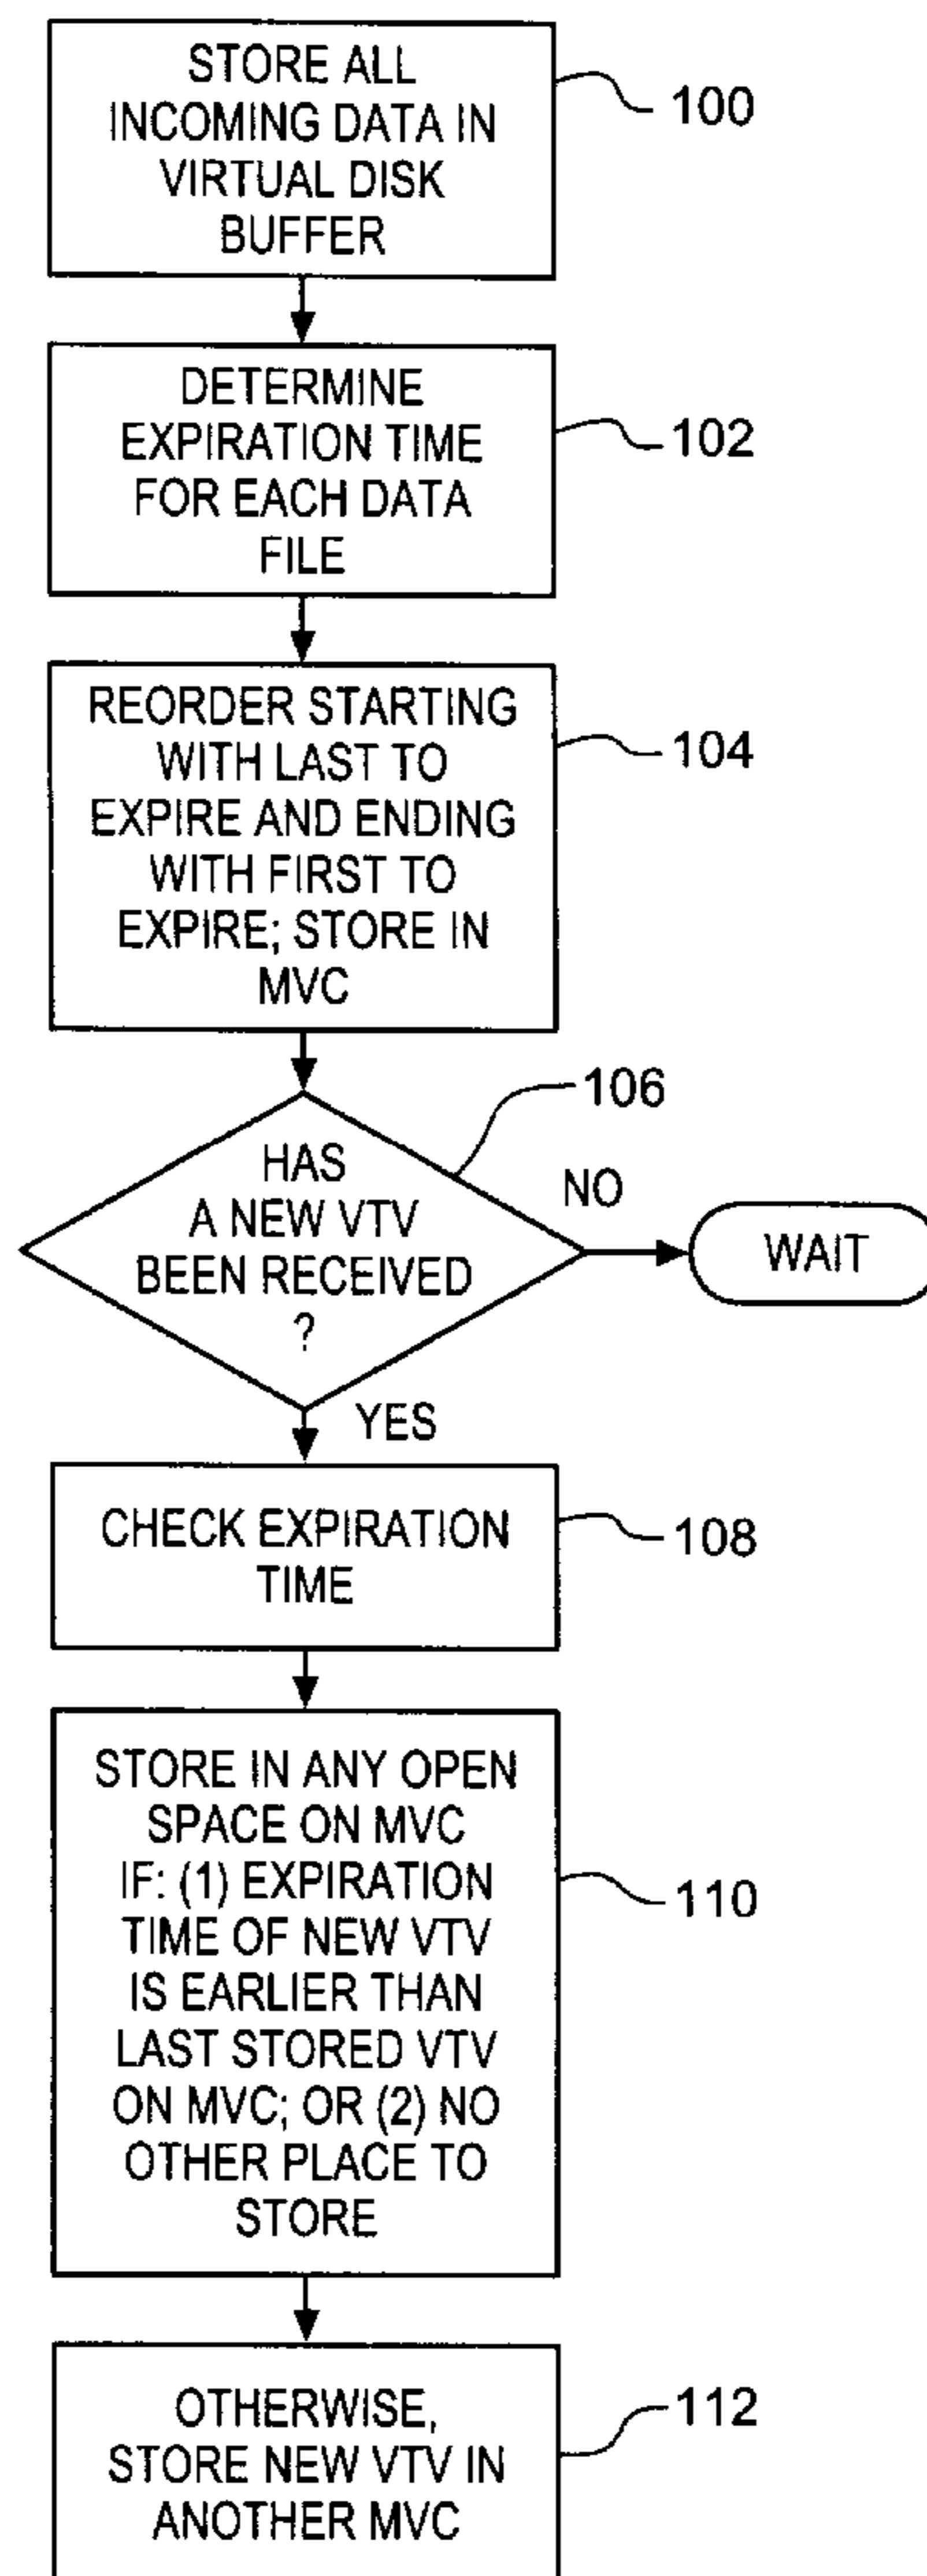 STORE ALL
INCOMING DATA IN
VIRTUAL DISK
BUFFER
100
DETERMINE
EXPIRATION TIME
FOR EACH DATA
FILE
102
REORDER STARTING
WITH LAST TO
EXPIRE AND ENDING
WITH FIRST TO
EXPIRE; STORE IN
MVC
104
106
HAS
A NEW VTV
BEEN RECEIVED
?
NO
WAIT
YES
CHECK EXPIRATION
TIME
108
STORE IN ANY OPEN
SPACE ON MVC
IF: (1) EXPIRATION
TIME OF NEW VTV
IS EARLIER THAN
LAST STORED VTV
ON MVC; OR (2) NO
OTHER PLACE TO
STORE
110
OTHERWISE,
STORE NEW VTV IN
ANOTHER MVC
112